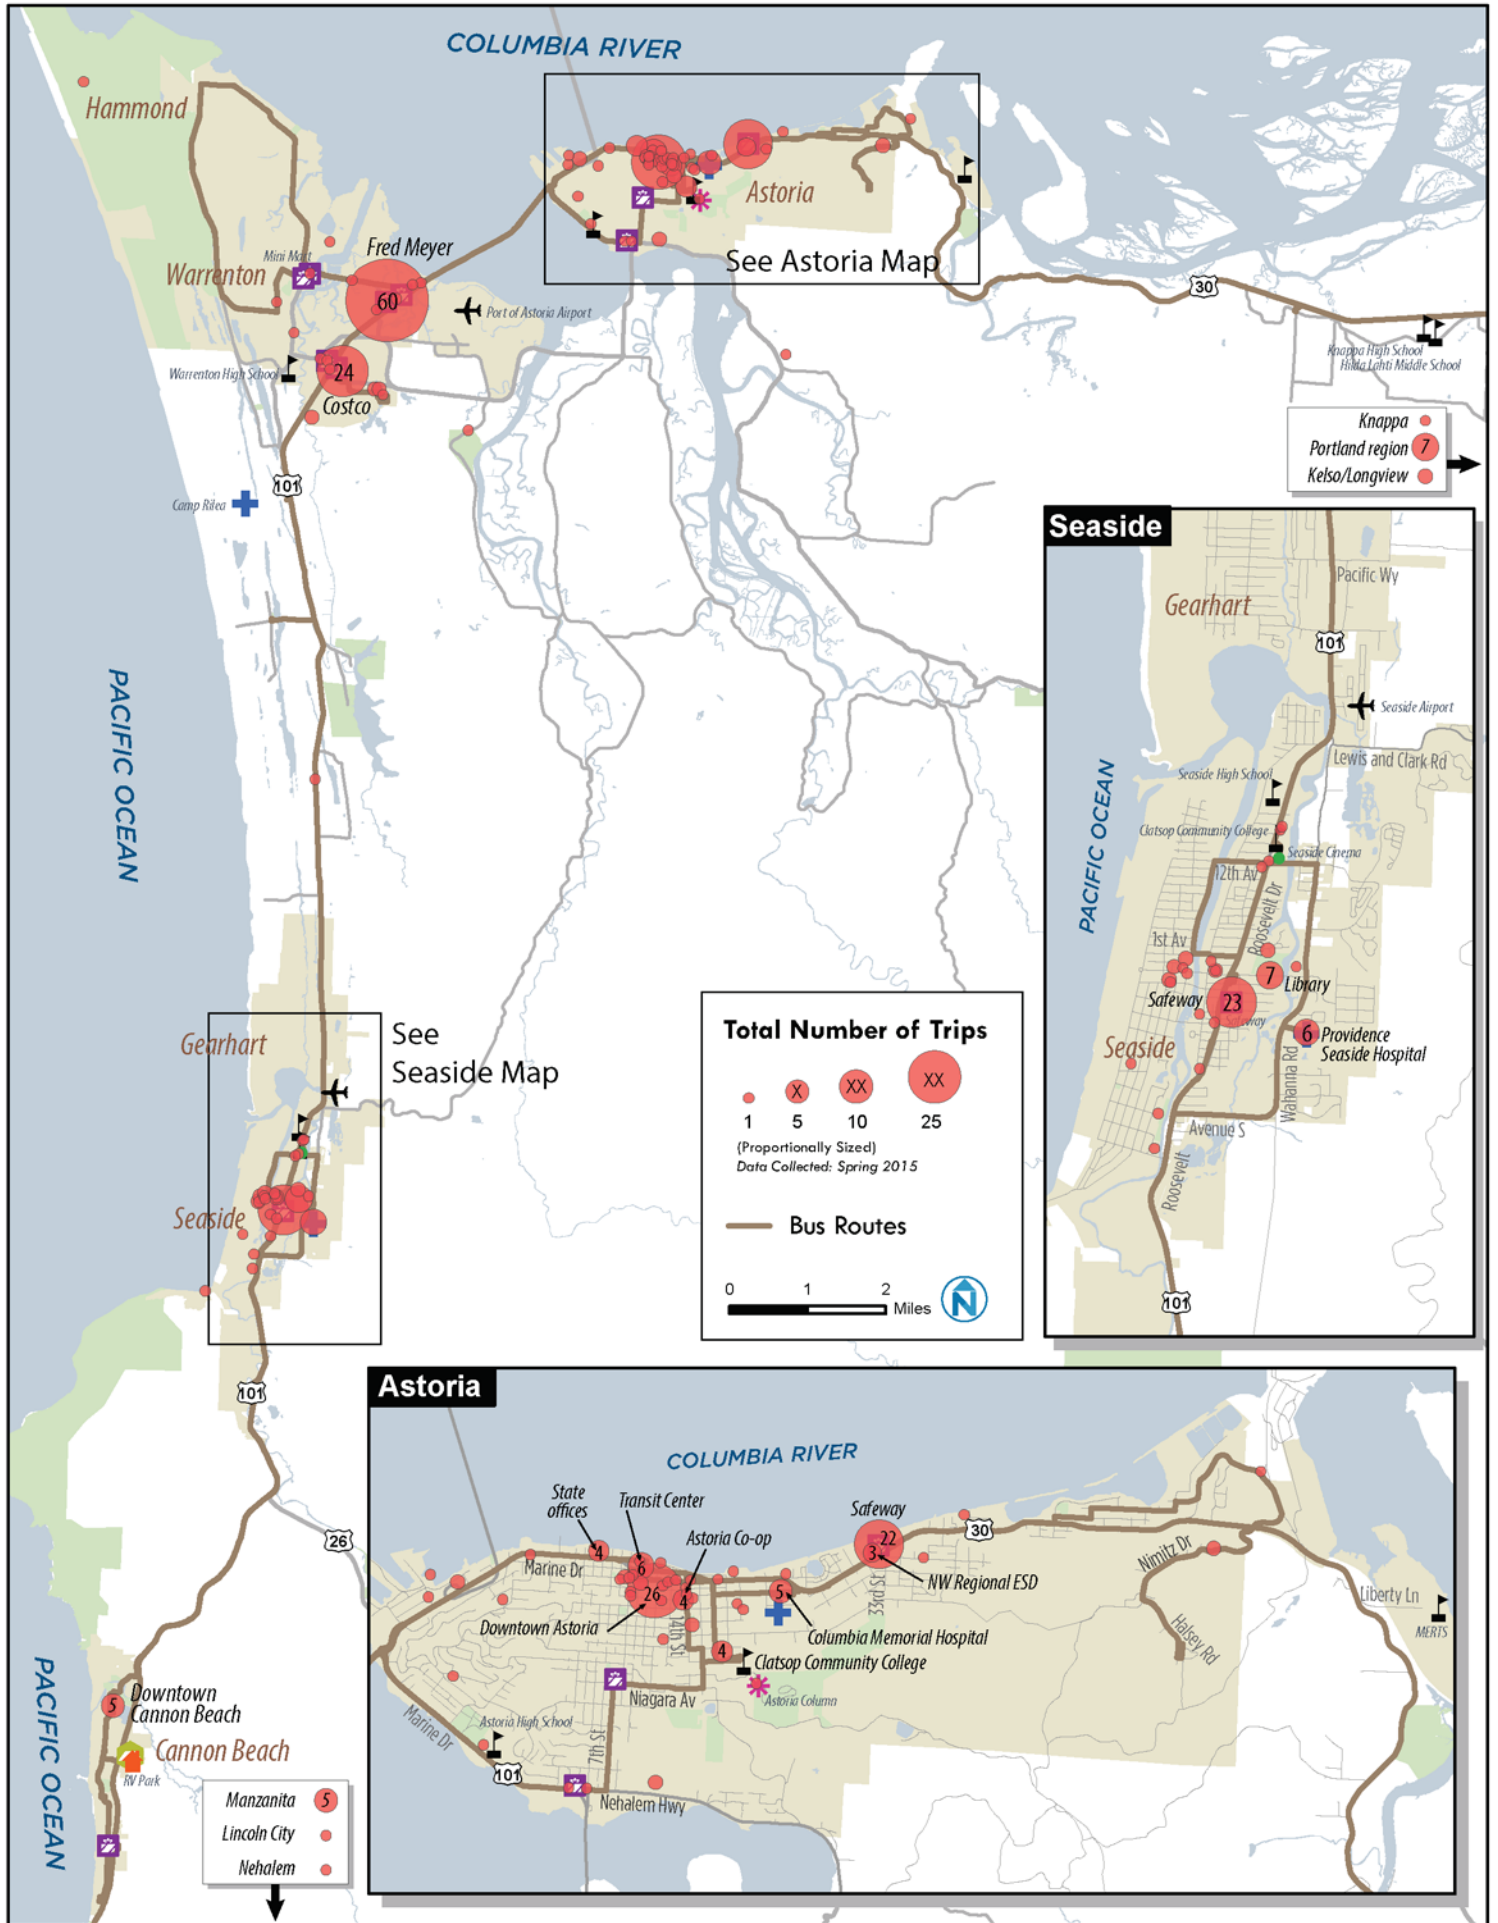 COLUMBIA RIVER
Hammond
Astoria
See Astoria Map
Fred Meyer
Mini Mart
Warrenton
60
Port of Astoria Airport
30
Knappa High School
Hilda Lahti Middle School
Warrenton High School
24
Costco
Knappa
Portland region 7
Kelso/Longview
101
Camp Rilea
PACIFIC OCEAN
Seaside
Pacific Wy
Gearhart
101
Seaside Airport
Lewis and Clark Rd
Seaside High School
PACIFIC OCEAN
Clatsop Community College
Seaside Cinema
12th Av
Roosevelt Dr
1st Av
7
Library
Safeway
23
Safeway
6
Providence
Seaside Hospital
Seaside
Wahanna Rd
Avenue S
Roosevelt
101
Gearhart
See
Seaside Map
Seaside
Total Number of Trips
X XX XX
1 5 10 25
(Proportionally Sized)
Data Collected: Spring 2015
Bus Routes
0 1 2
Miles
N
101
26
Astoria
COLUMBIA RIVER
State
offices
Transit Center
Astoria Co-op
Safeway
4
6
22
3
30
Marine Dr
26
4
5
NW Regional ESD
33rd St
Nimitz Dr
Liberty Ln
MERTS
Downtown Astoria
14th St
Columbia Memorial Hospital
4
Clatsop Community College
Halsey Rd
Niagara Av
Astoria Column
Marine Dr
Astoria High School
7th St
101
Nehalem Hwy
PACIFIC OCEAN
5
Downtown
Cannon Beach
Cannon Beach
RV Park
Manzanita 5
Lincoln City
Nehalem